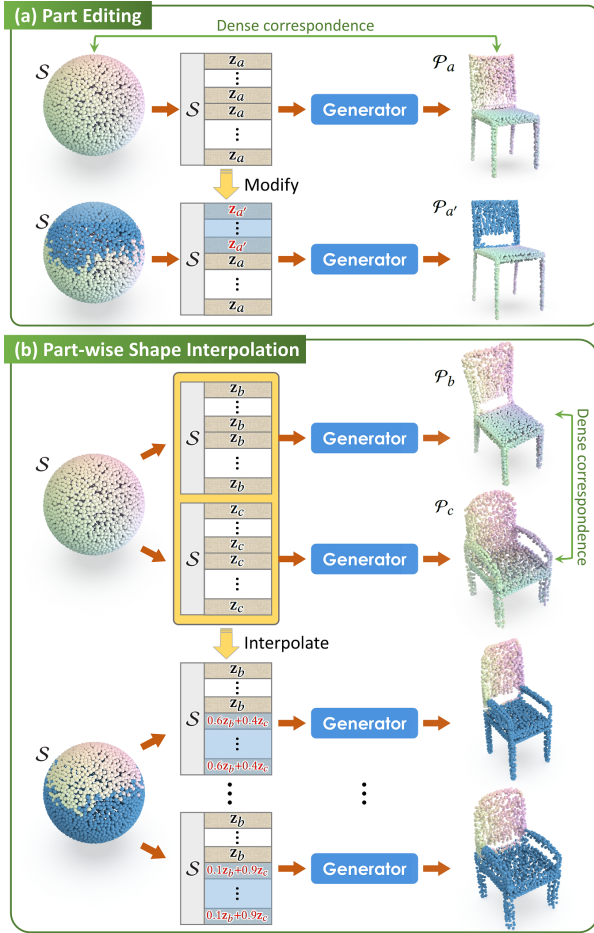 (a) Part Editing
Dense correspondence
𝒮
𝒮
z_a
⋮
z_a
z_a
⋮
z_a
Generator
𝒫_a
Modify
𝒮
𝒮
z_a′
⋮
z_a′
z_a
⋮
z_a
Generator
𝒫_a′
(b) Part-wise Shape Interpolation
𝒮
𝒮
z_b
⋮
z_b
z_b
⋮
z_b
Generator
𝒫_b
Dense correspondence
𝒮
z_c
⋮
z_c
z_c
⋮
z_c
Generator
𝒫_c
Interpolate
𝒮
𝒮
z_b
⋮
z_b
0.6z_b+0.4z_c
⋮
0.6z_b+0.4z_c
Generator
⋮
⋮
𝒮
z_b
⋮
z_b
0.1z_b+0.9z_c
⋮
0.1z_b+0.9z_c
Generator